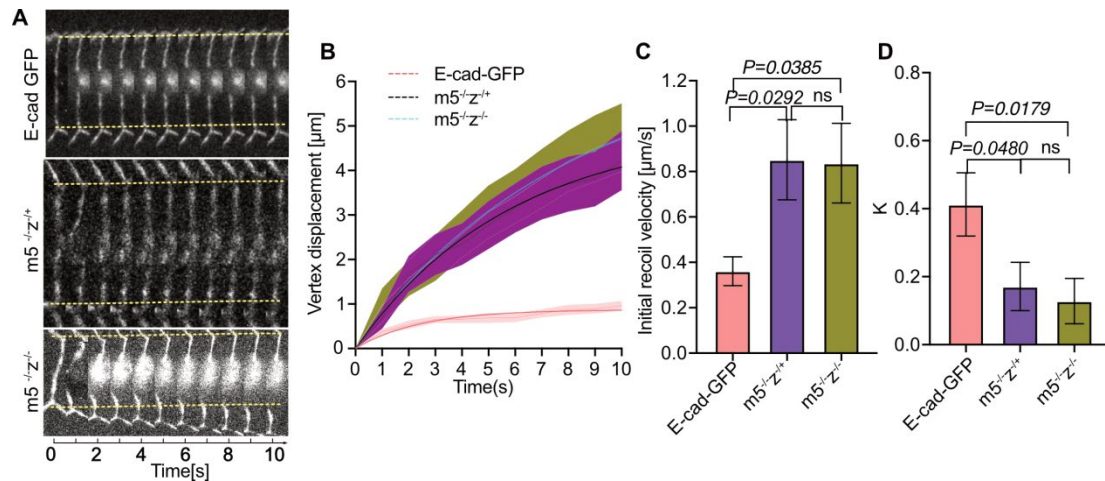 A
E-cad GFP
m5⁻/⁻z⁻/⁺
m5⁻/⁻z⁻/⁻
0 2 4 6 8 10
Time[s]
B
E-cad-GFP
m5⁻/⁻z⁻/⁺
m5⁻/⁻z⁻/⁻
Vertex displacement [µm]
6
5
4
3
2
1
0
0 1 2 3 4 5 6 7 8 9 10
Time(s)
C
P=0.0385
P=0.0292
ns
Initial recoil velocity [µm/s]
1.2
1.0
0.8
0.6
0.4
0.2
0.0
E-cad-GFP
m5⁻/⁻z⁻/⁺
m5⁻/⁻z⁻/⁻
D
P=0.0179
P=0.0480
ns
K
0.8
0.6
0.4
0.2
0.0
E-cad-GFP
m5⁻/⁻z⁻/⁺
m5⁻/⁻z⁻/⁻